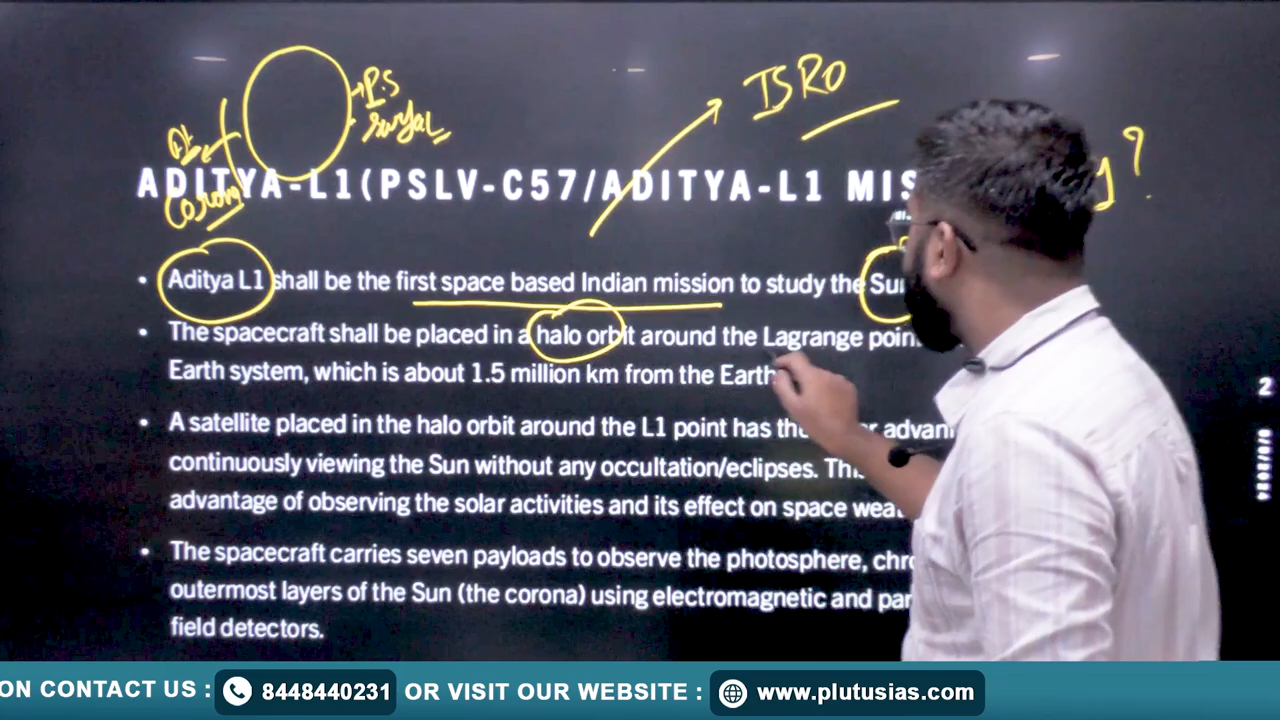 ISRO
P.S
ADITYA-L1(PSLV-C57/ADITYA-L1 MIS
?
• Aditya L1 shall be the first space based Indian mission to study the Su
• The spacecraft shall be placed in a halo orbit around the Lagrange poin
Earth system, which is about 1.5 million km from the Earth
• A satellite placed in the halo orbit around the L1 point has the advan
continuously viewing the Sun without any occultation/eclipses. This
advantage of observing the solar activities and its effect on space wea
• The spacecraft carries seven payloads to observe the photosphere, chr
outermost layers of the Sun (the corona) using electromagnetic and par
field detectors.
2
ON CONTACT US : 8448440231 OR VISIT OUR WEBSITE : www.plutusias.com